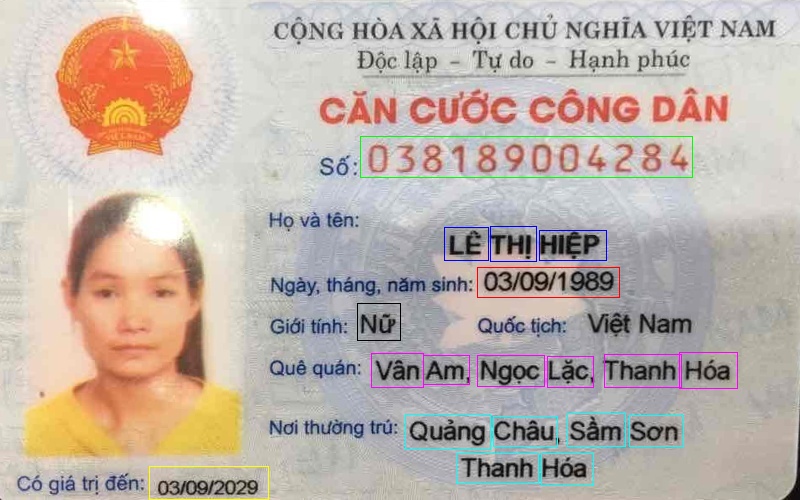 CỘNG HÒA XÃ HỘI CHỦ NGHĨA VIỆT NAM
Độc lập - Tự do - Hạnh phúc
CĂN CƯỚC CÔNG DÂN
Số: 038189004284
Họ và tên:
LÊ THỊ HIỆP
Ngày, tháng, năm sinh: 03/09/1989
Giới tính: Nữ Quốc tịch: Việt Nam
Quê quán: Vân Am, Ngọc Lặc, Thanh Hóa
Nơi thường trú: Quảng Châu, Sầm Sơn
Thanh Hóa
Có giá trị đến: 03/09/2029